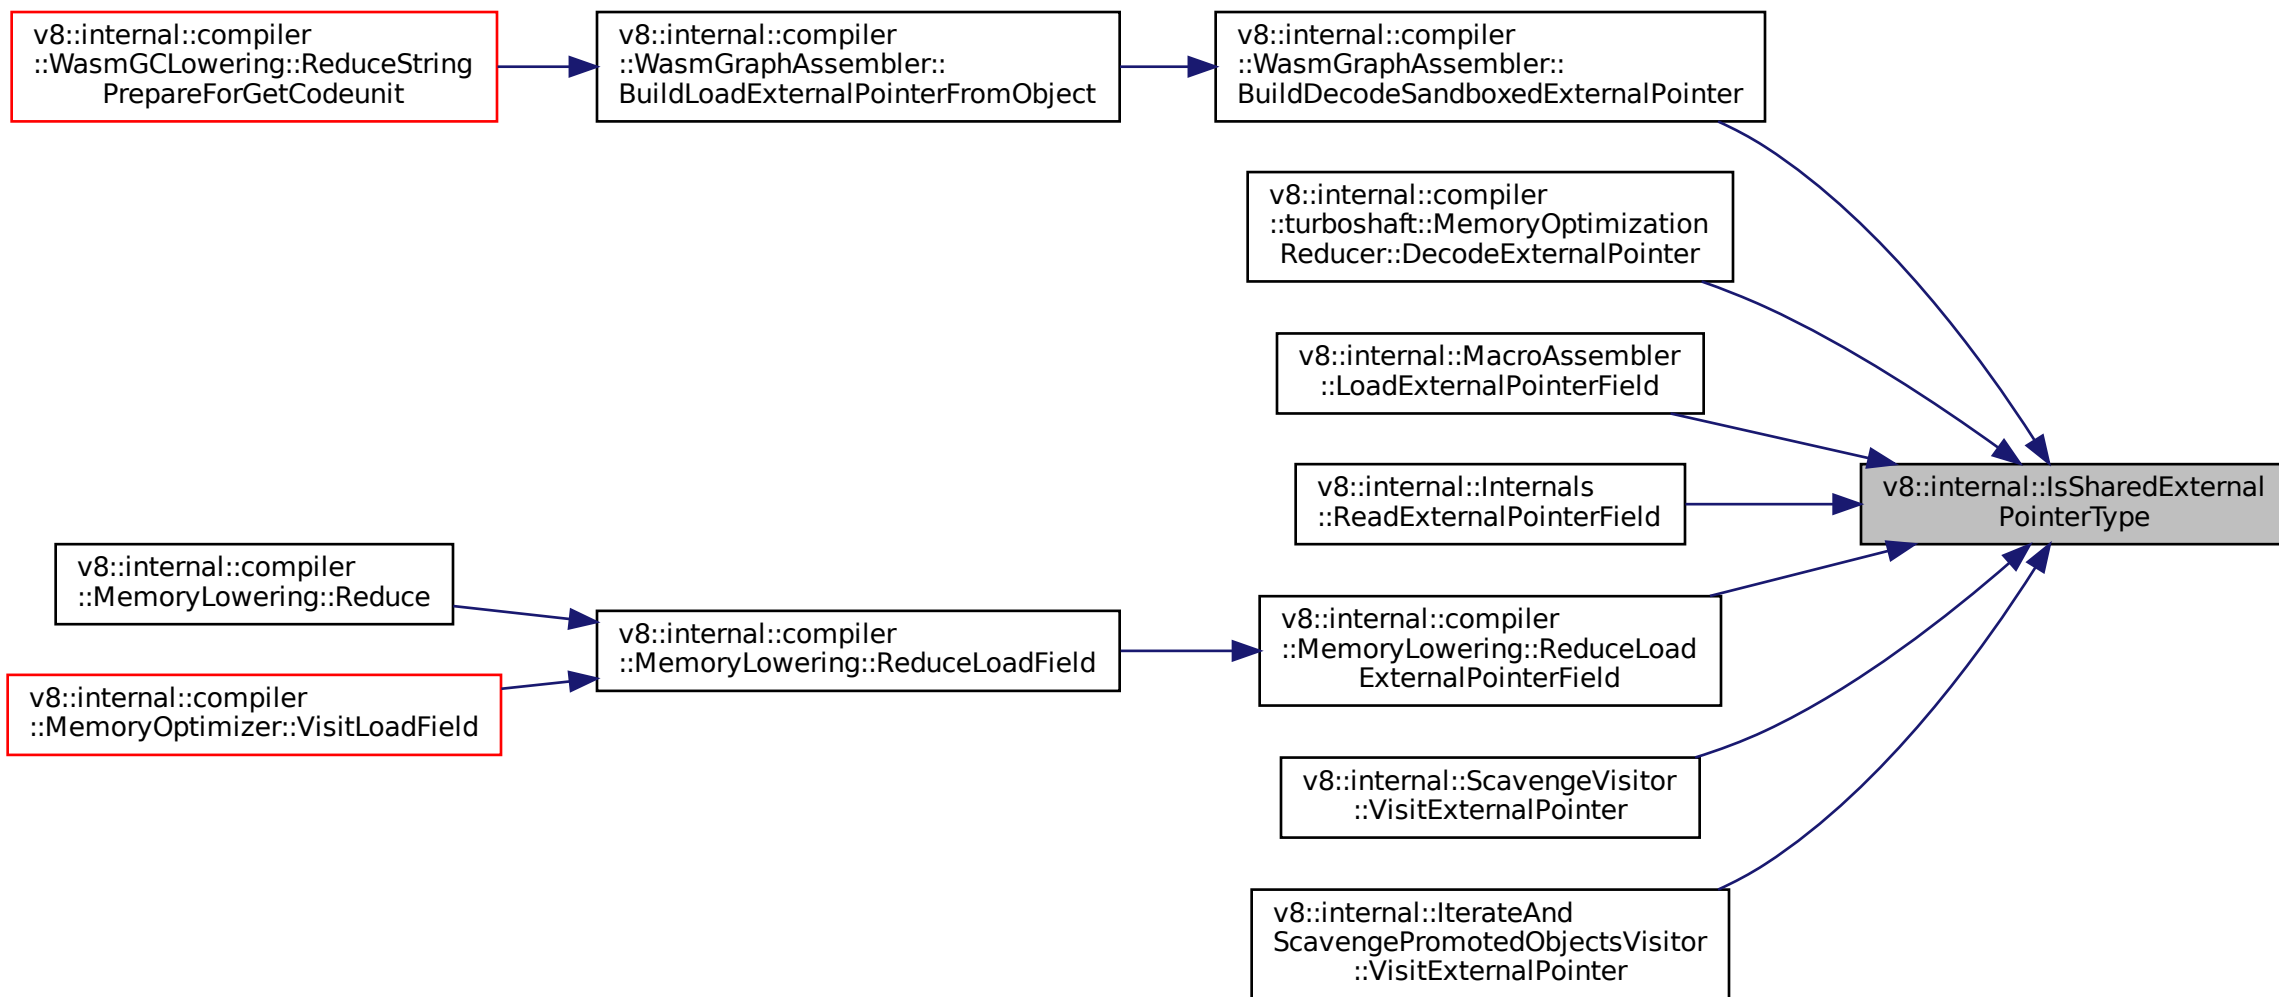 v8::internal::compiler
::WasmGCLowering::ReduceString
PrepareForGetCodeunit
v8::internal::compiler
::WasmGraphAssembler::
BuildLoadExternalPointerFromObject
v8::internal::compiler
::WasmGraphAssembler::
BuildDecodeSandboxedExternalPointer
v8::internal::compiler
::turboshaft::MemoryOptimization
Reducer::DecodeExternalPointer
v8::internal::MacroAssembler
::LoadExternalPointerField
v8::internal::Internals
::ReadExternalPointerField
v8::internal::IsSharedExternal
PointerType
v8::internal::compiler
::MemoryLowering::Reduce
v8::internal::compiler
::MemoryOptimizer::VisitLoadField
v8::internal::compiler
::MemoryLowering::ReduceLoadField
v8::internal::compiler
::MemoryLowering::ReduceLoad
ExternalPointerField
v8::internal::ScavengeVisitor
::VisitExternalPointer
v8::internal::IterateAnd
ScavengePromotedObjectsVisitor
::VisitExternalPointer